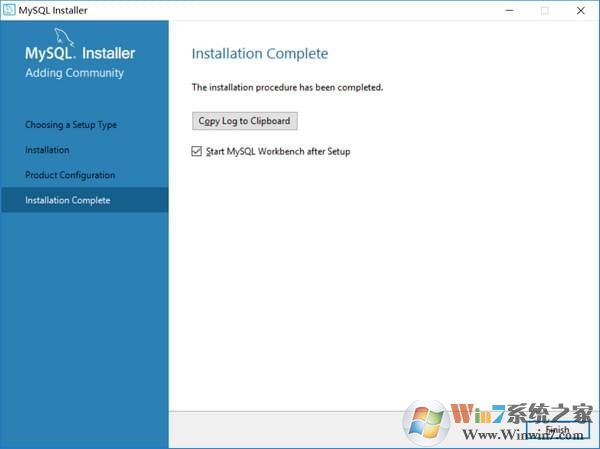 MySQL Installer
MySQL. Installer
Adding Community
Choosing a Setup Type
Installation
Product Configuration
Installation Complete
Installation Complete
The installation procedure has been completed.
Copy Log to Clipboard
Start MySQL Workbench after Setup
Win7系统之家
Finish
Www.Winwin7.com